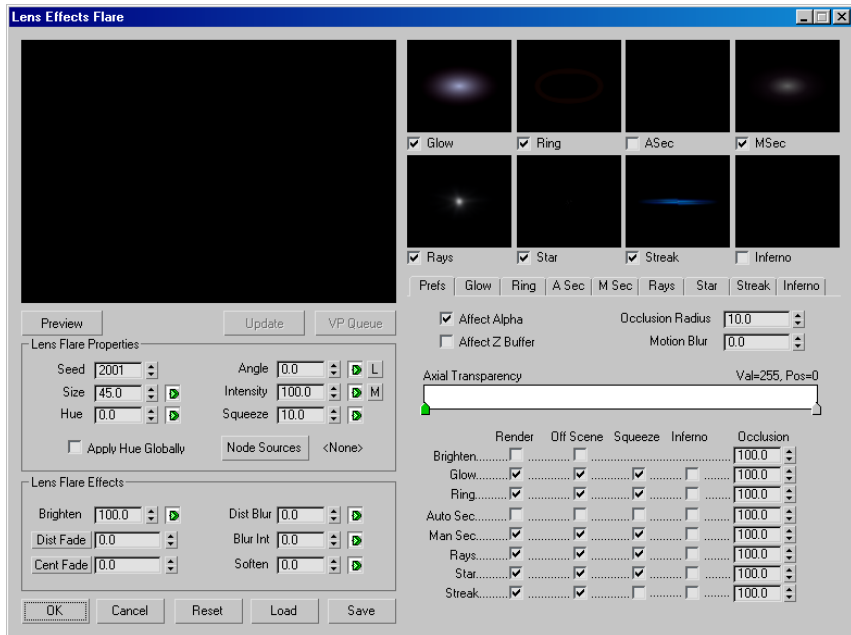 Lens Effects Flare
Glow Ring ASec MSec
Rays Star Streak Inferno
Prefs Glow Ring A Sec M Sec Rays Star Streak Inferno
Preview Update VP Queue
Affect Alpha Occlusion Radius 10.0
Affect Z Buffer Motion Blur 0.0
Lens Flare Properties
Seed 2001 Angle 0.0 L
Size 45.0 Intensity 100.0 M
Hue 0.0 Squeeze 10.0
Apply Hue Globally Node Sources <None>
Axial Transparency Val=255, Pos=0
Render Off Scene Squeeze Inferno Occlusion
Brighten 100.0
Glow 100.0
Ring 100.0
Auto Sec 100.0
Man Sec 100.0
Rays 100.0
Star 100.0
Streak 100.0
Lens Flare Effects
Brighten 100.0 Dist Blur 0.0
Dist Fade 0.0 Blur Int 0.0
Cent Fade 0.0 Soften 0.0
OK Cancel Reset Load Save